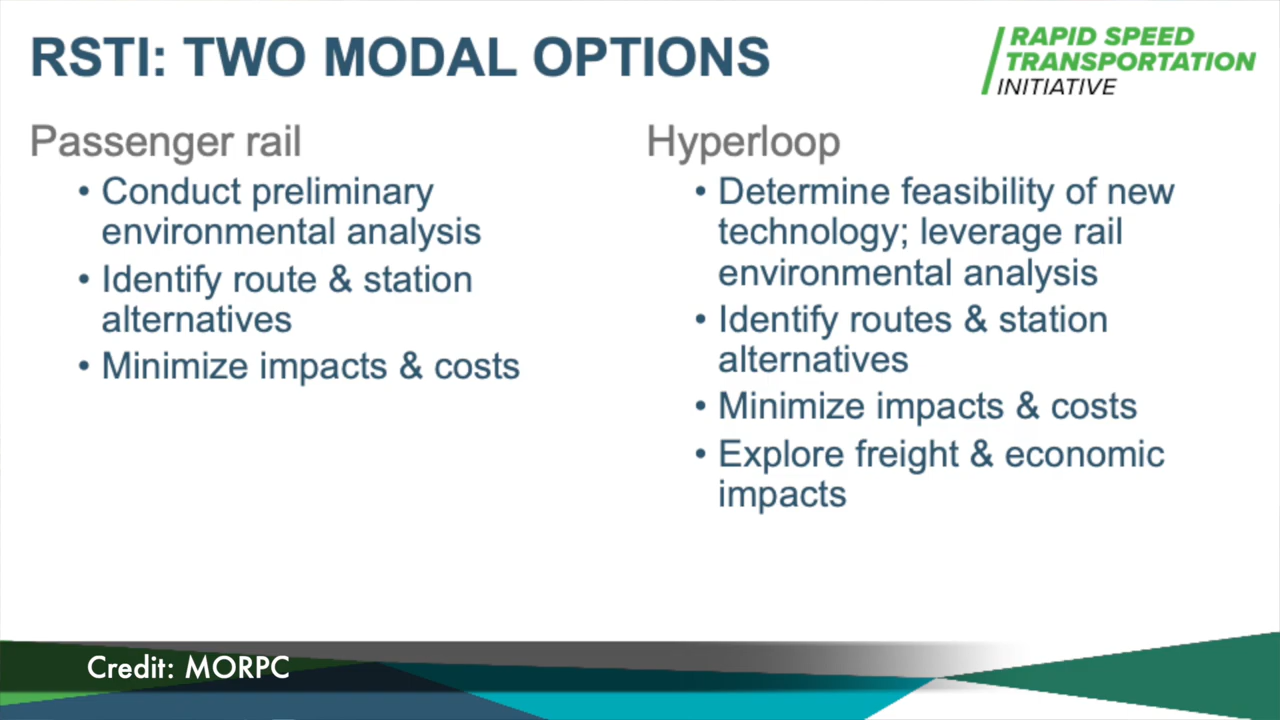 RSTI: TWO MODAL OPTIONS
RAPID SPEED
TRANSPORTATION
INITIATIVE
Passenger rail
• Conduct preliminary
environmental analysis
• Identify route & station
alternatives
• Minimize impacts & costs
Hyperloop
• Determine feasibility of new
technology; leverage rail
environmental analysis
• Identify routes & station
alternatives
• Minimize impacts & costs
• Explore freight & economic
impacts
Credit: MORPC